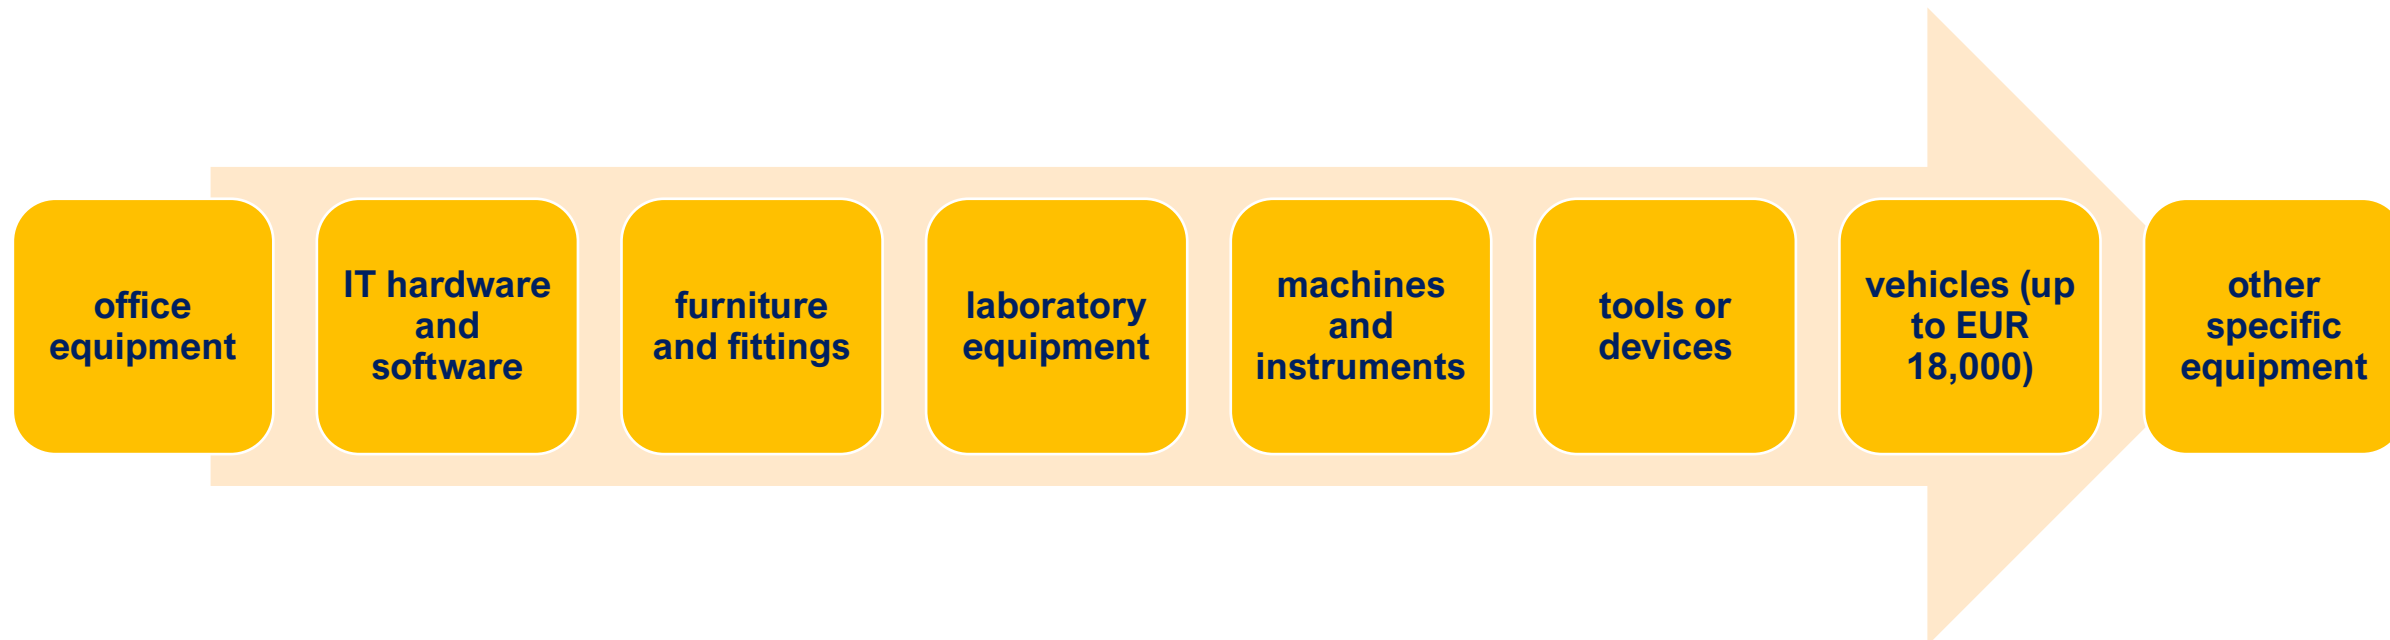 office
equipment
IT hardware
and
software
furniture
and fittings
laboratory
equipment
machines
and
instruments
tools or
devices
vehicles (up
to EUR
18,000)
other
specific
equipment